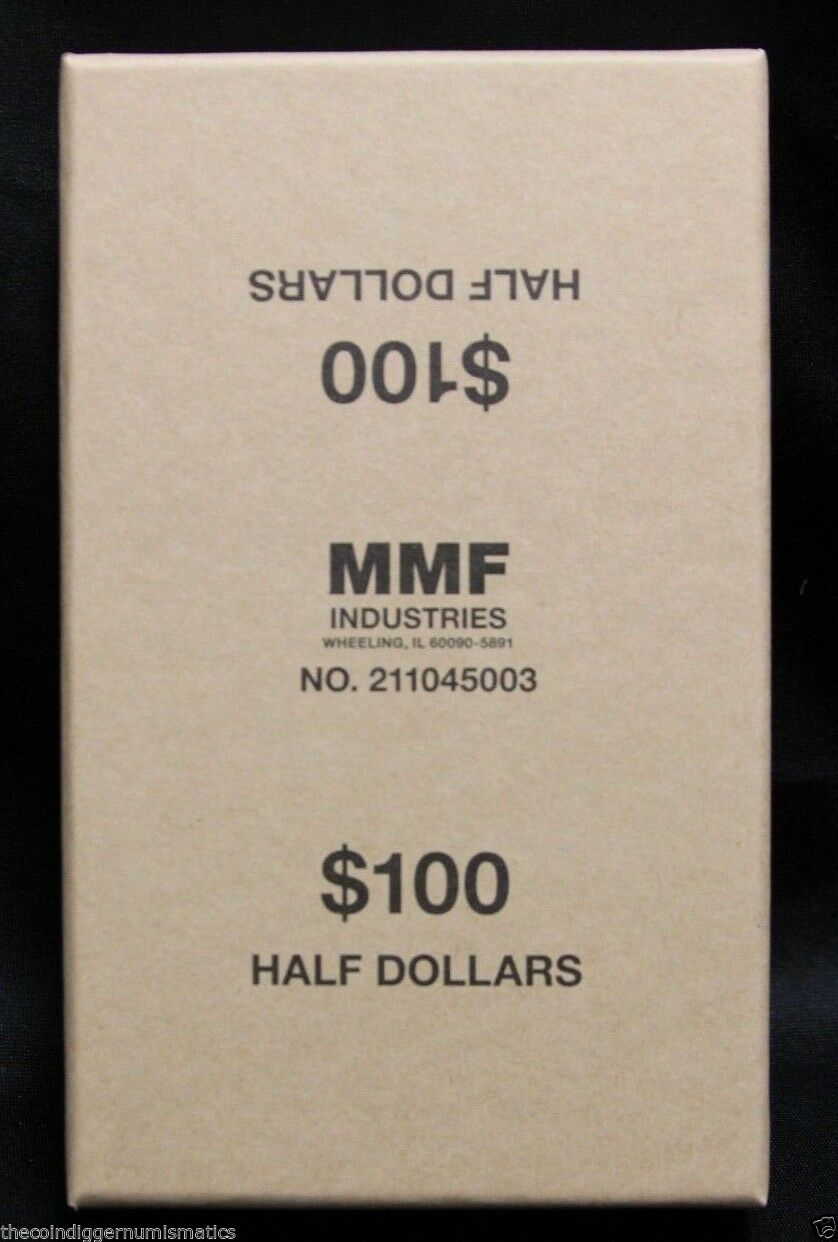 HALF DOLLARS
$100
MMF
INDUSTRIES
WHEELING, IL 60090-5891
NO. 211045003
$100
HALF DOLLARS
thecoindiggernumismatics